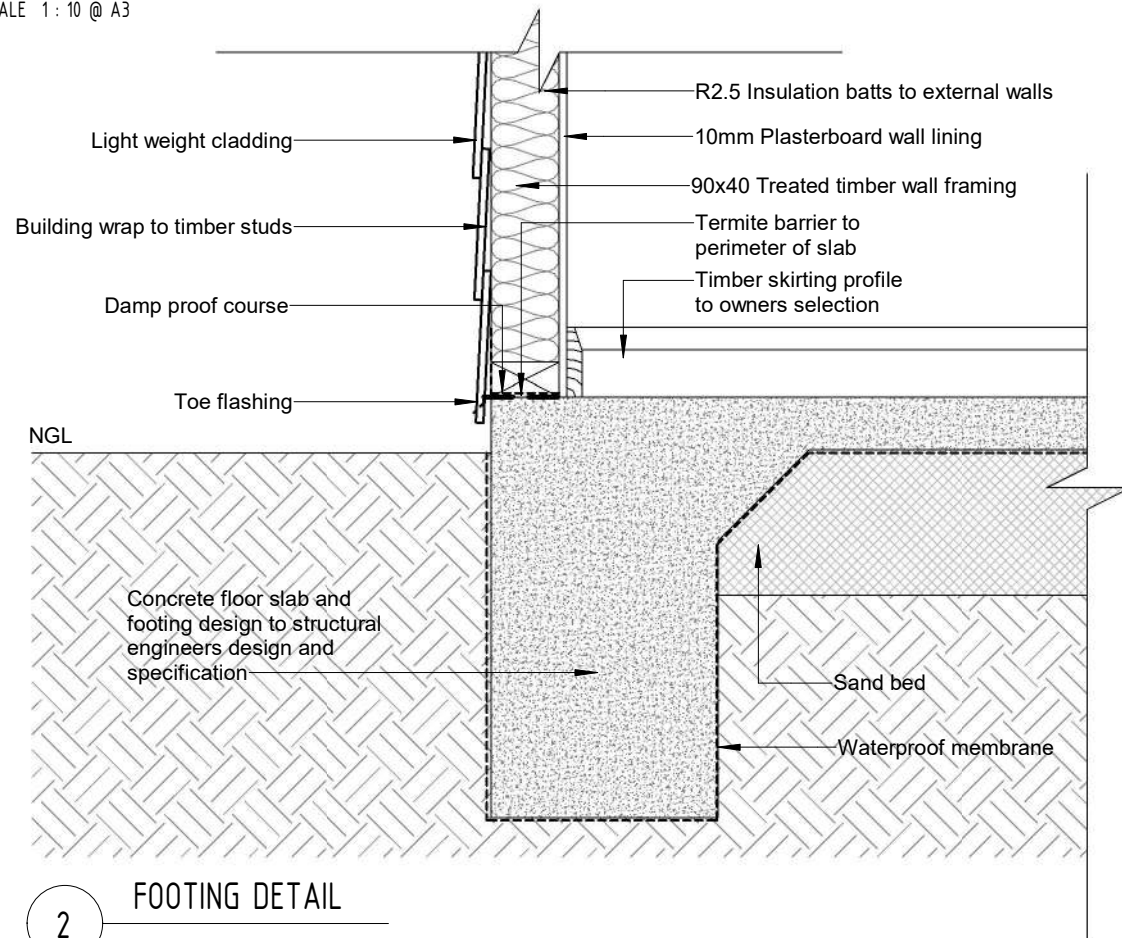 ALE 1 : 10 @ A3
R2.5 Insulation batts to external walls
10mm Plasterboard wall lining
Light weight cladding
90x40 Treated timber wall framing
Building wrap to timber studs
Termite barrier to
perimeter of slab
Timber skirting profile
to owners selection
Damp proof course
Toe flashing
NGL
Concrete floor slab and
footing design to structural
engineers design and
specification
Sand bed
Waterproof membrane
FOOTING DETAIL
2